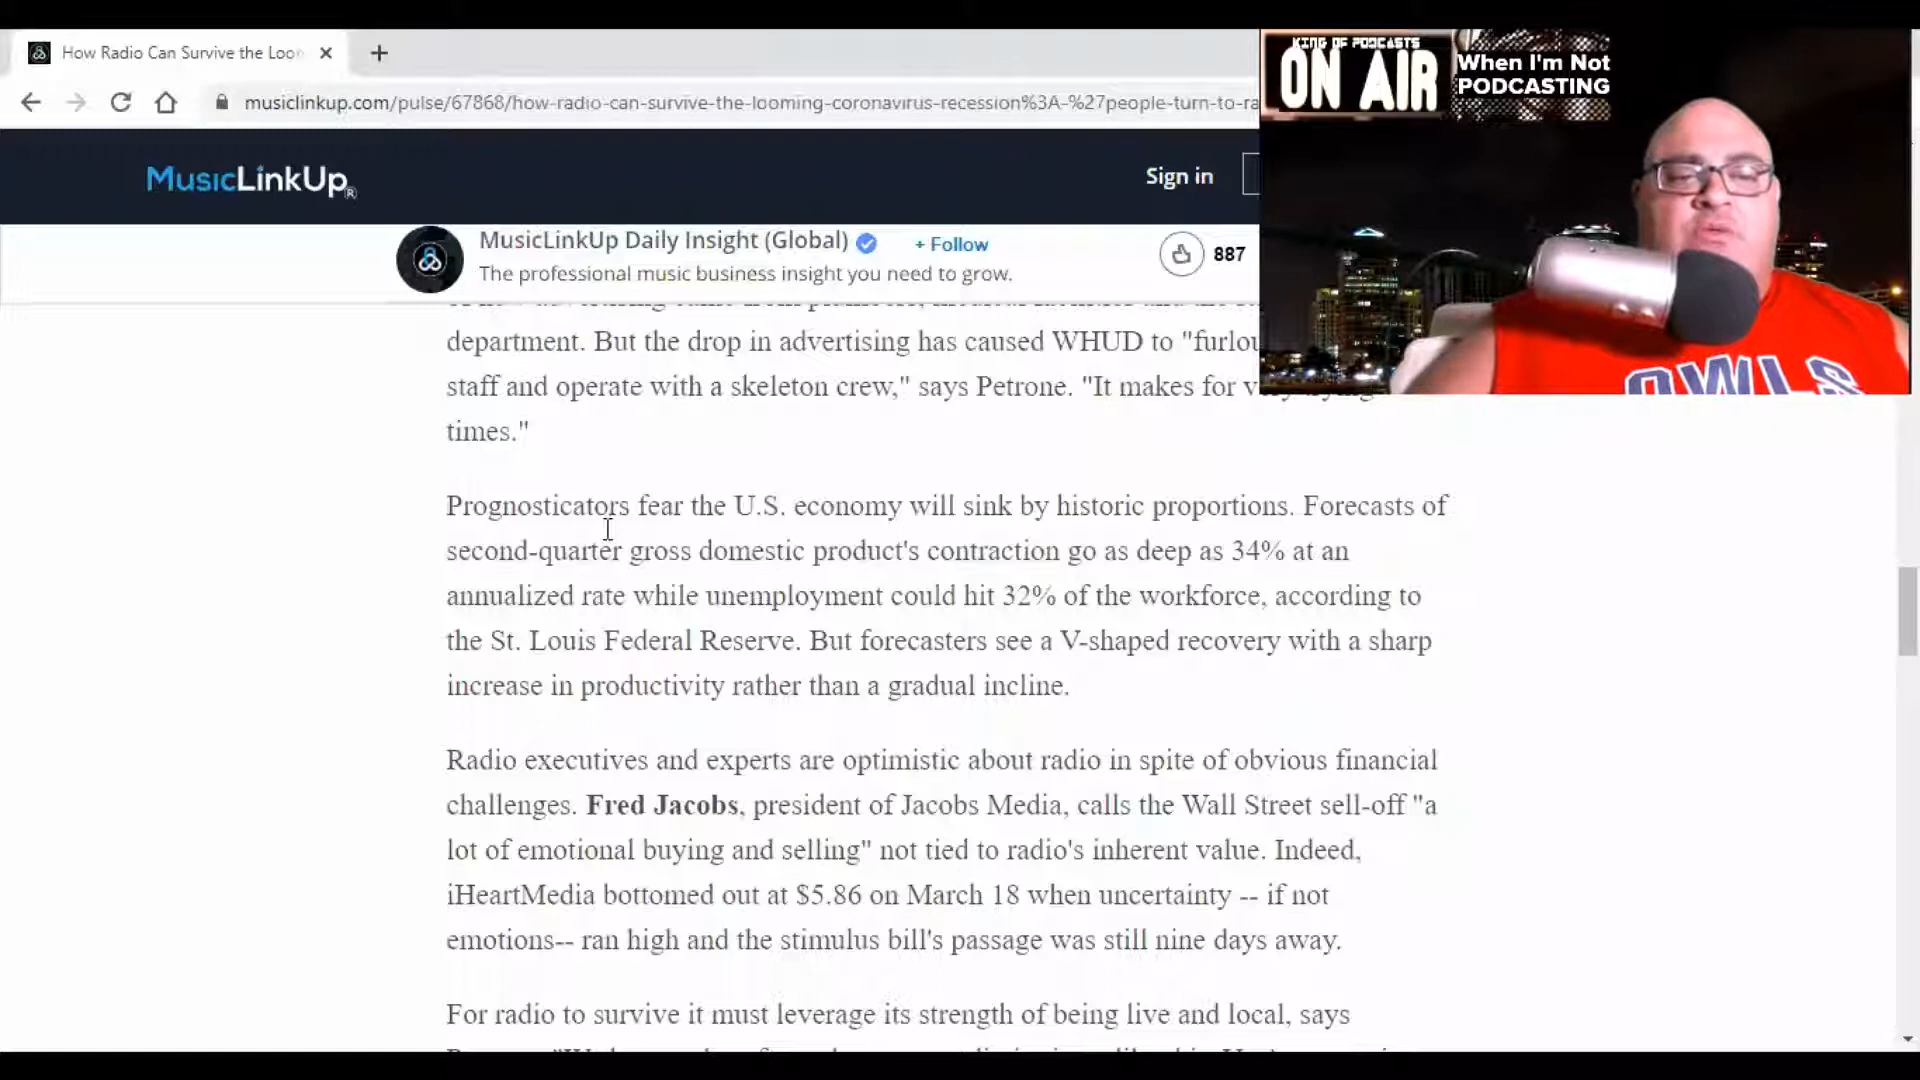 How Radio Can Survive the Loo
musiclinkup.com/pulse/67868/how-radio-can-survive-the-looming-coronavirus-recession%3A-%27people-turn-to-ra
KING OF PODCASTS
ON AIR
When I'm Not
PODCASTING
MusicLinkUp®
Sign in
MusicLinkUp Daily Insight (Global)
+ Follow
887
The professional music business insight you need to grow.
department. But the drop in advertising has caused WHUD to "furlou
staff and operate with a skeleton crew," says Petrone. "It makes for
times."
Prognosticators fear the U.S. economy will sink by historic proportions. Forecasts of
second-quarter gross domestic product's contraction go as deep as 34% at an
annualized rate while unemployment could hit 32% of the workforce, according to
the St. Louis Federal Reserve. But forecasters see a V-shaped recovery with a sharp
increase in productivity rather than a gradual incline.
Radio executives and experts are optimistic about radio in spite of obvious financial
challenges. Fred Jacobs, president of Jacobs Media, calls the Wall Street sell-off "a
lot of emotional buying and selling" not tied to radio's inherent value. Indeed,
iHeartMedia bottomed out at $5.86 on March 18 when uncertainty -- if not
emotions-- ran high and the stimulus bill's passage was still nine days away.
For radio to survive it must leverage its strength of being live and local, says
OWLS